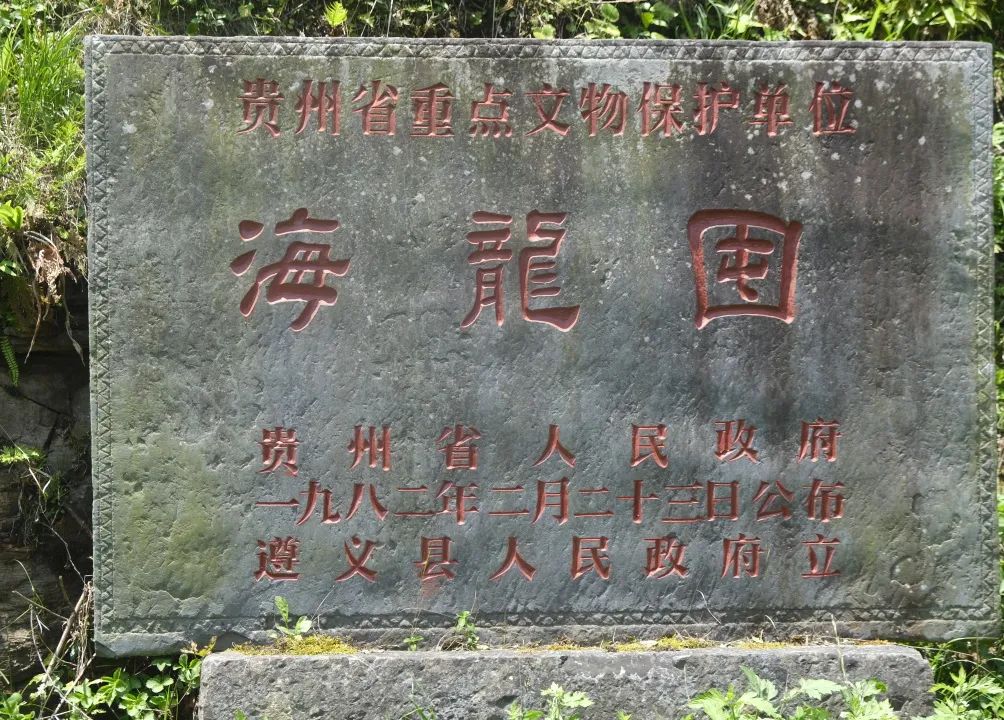 贵州省重点文物保护单位
海龍囤
贵州省人民政府
一九八二年二月二十三日公布
遵义县人民政府立